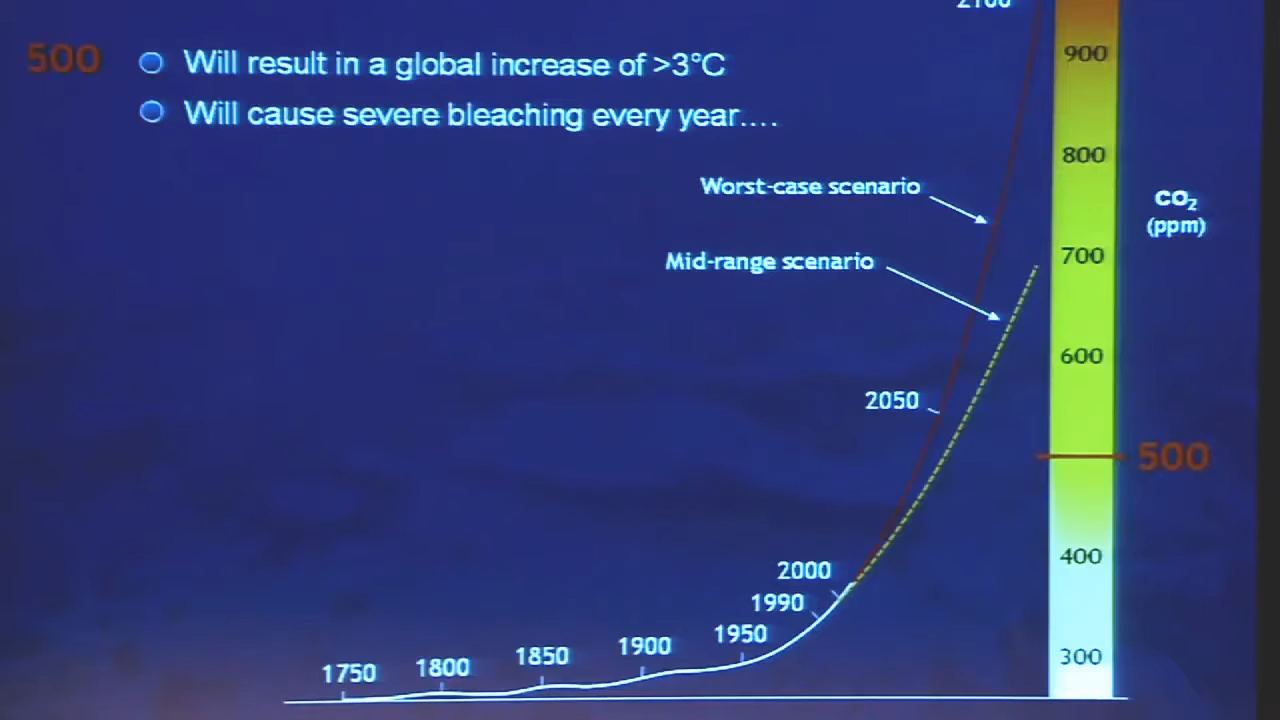 2100
500
Will result in a global increase of >3°C
Will cause severe bleaching every year....
900
800
Worst-case scenario
CO₂
(ppm)
700
Mid-range scenario
600
2050
500
400
2000
1990
1950
1900
1850
1800
1750
300